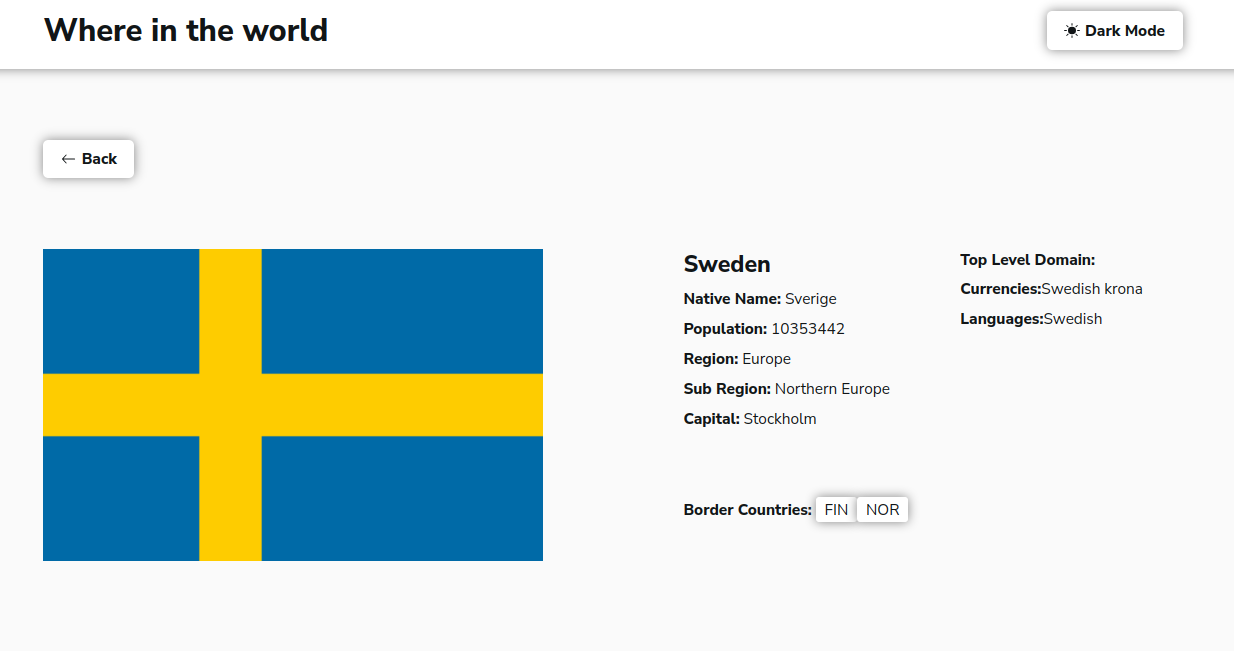 Where in the world
Dark Mode
Back
Sweden
Native Name: Sverige
Population: 10353442
Region: Europe
Sub Region: Northern Europe
Capital: Stockholm
Top Level Domain:
Currencies:Swedish krona
Languages:Swedish
Border Countries: FIN NOR